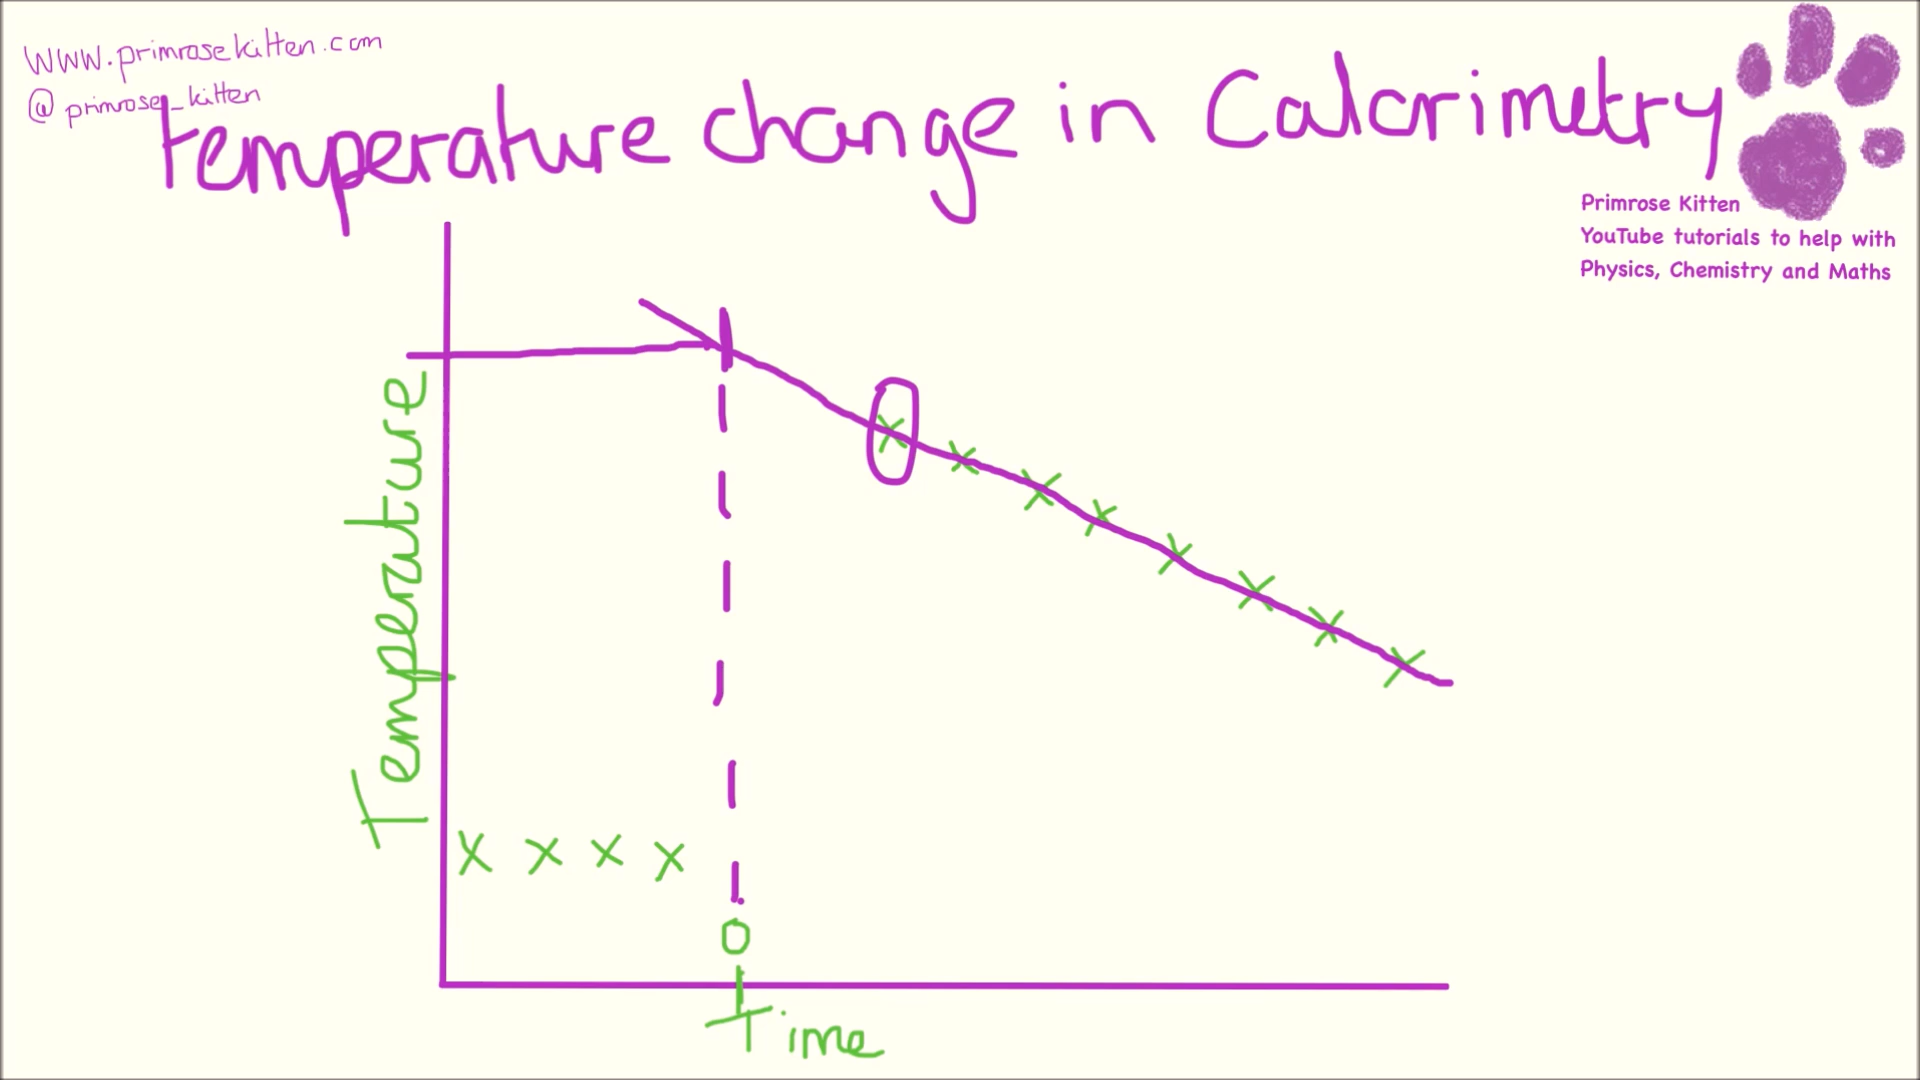 www.primrosekitten.com
@primrose_kitten
temperature change in Calorimetry
Primrose Kitten
YouTube tutorials to help with
Physics, Chemistry and Maths
Temperature
0
Time